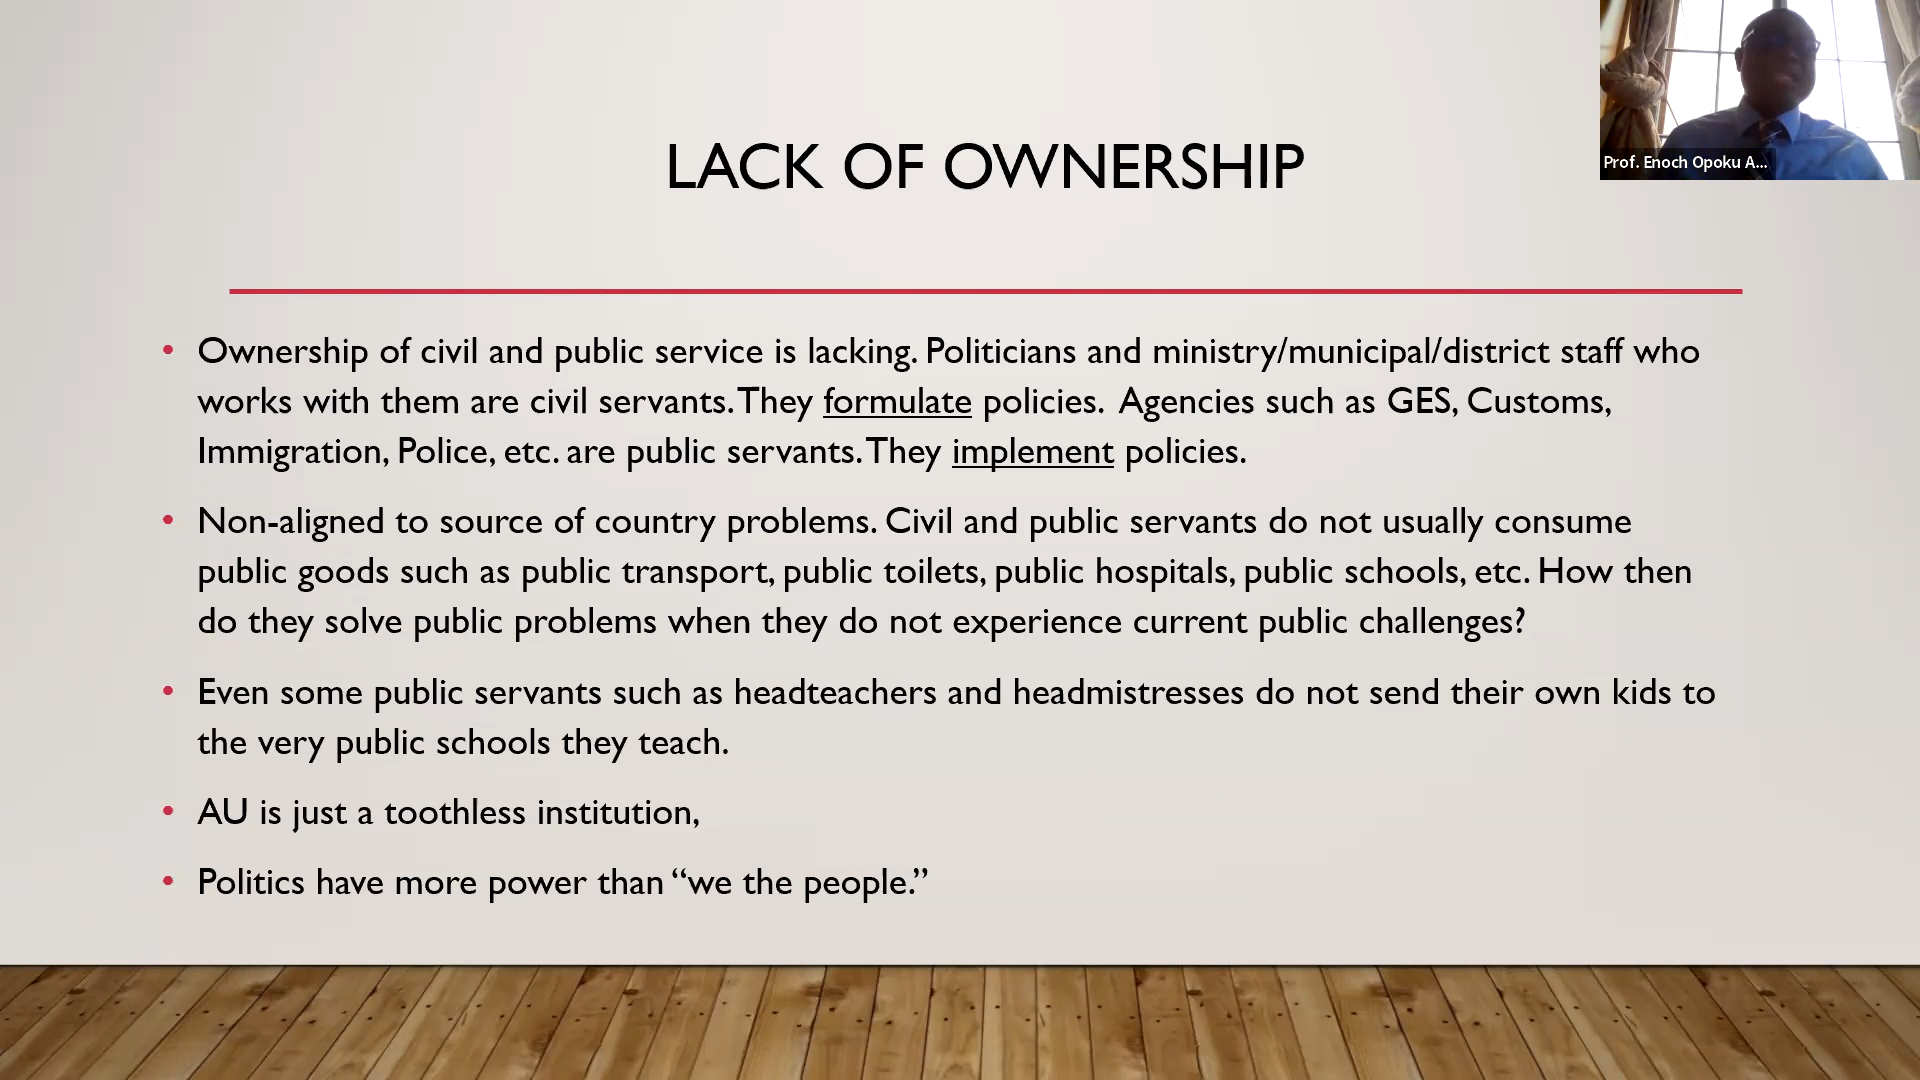 LACK OF OWNERSHIP
Prof. Enoch Opoku A...
• Ownership of civil and public service is lacking. Politicians and ministry/municipal/district staff who
works with them are civil servants. They formulate policies.  Agencies such as GES, Customs,
Immigration, Police, etc. are public servants. They implement policies.
• Non-aligned to source of country problems. Civil and public servants do not usually consume
public goods such as public transport, public toilets, public hospitals, public schools, etc. How then
do they solve public problems when they do not experience current public challenges?
• Even some public servants such as headteachers and headmistresses do not send their own kids to
the very public schools they teach.
• AU is just a toothless institution,
• Politics have more power than “we the people.”